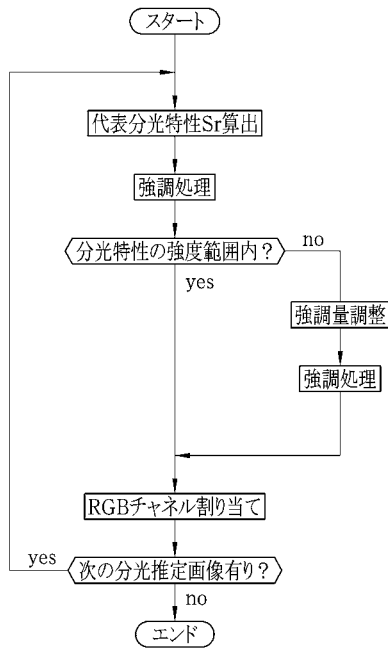 スタート
代表分光特性Sr算出
強調処理
分光特性の強度範囲内？
no
yes
強調量調整
強調処理
RGBチャネル割り当て
yes
次の分光推定画像有り？
no
エンド